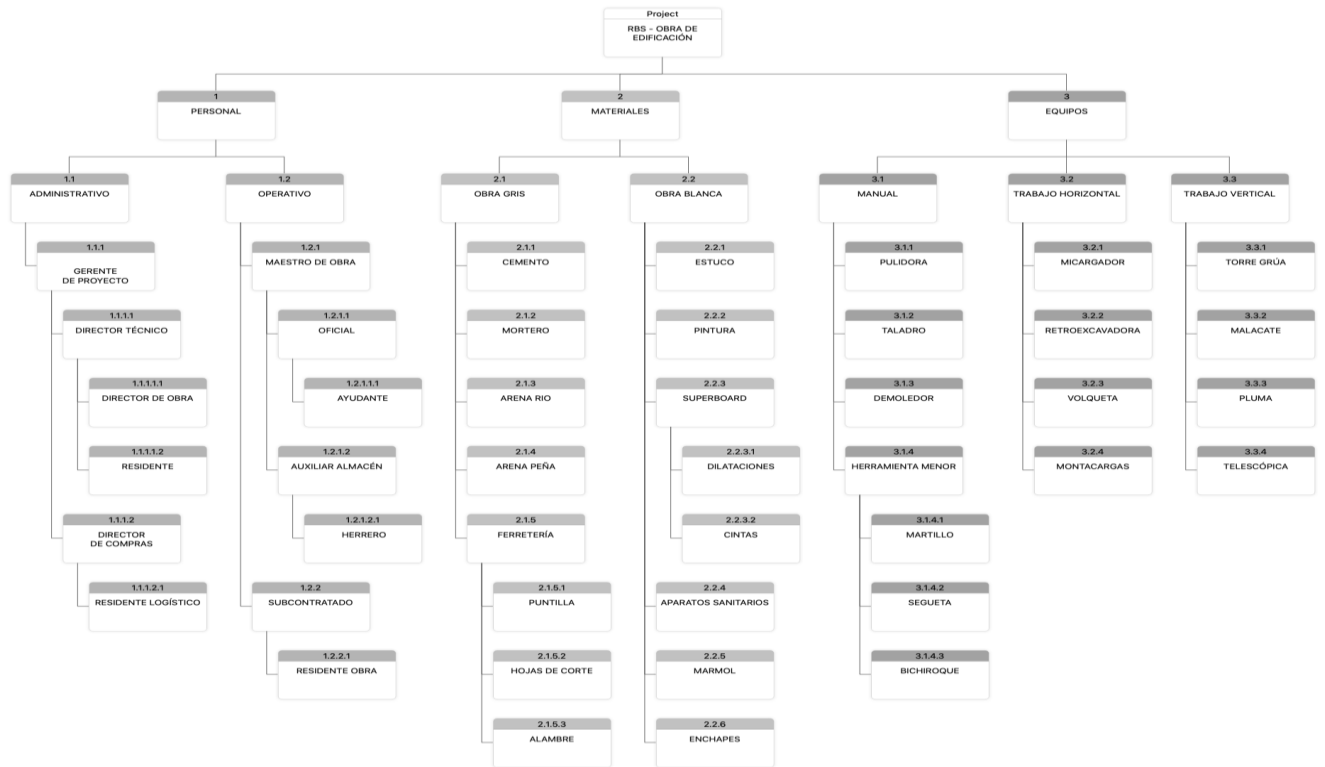 Project
RBS - OBRA DE
EDIFICACIÓN
1
PERSONAL
1.1
ADMINISTRATIVO
1.1.1
GERENTE
DE PROYECTO
1.1.1.1
DIRECTOR TÉCNICO
1.1.1.1.1
DIRECTOR DE OBRA
1.1.1.1.2
RESIDENTE
1.1.1.2
DIRECTOR
DE COMPRAS
1.1.1.2.1
RESIDENTE LOGÍSTICO
1.2
OPERATIVO
1.2.1
MAESTRO DE OBRA
1.2.1.1
OFICIAL
1.2.1.1.1
AYUDANTE
1.2.1.2
AUXILIAR ALMACÉN
1.2.1.2.1
HERRERO
1.2.2
SUBCONTRATADO
1.2.2.1
RESIDENTE OBRA
2
MATERIALES
2.1
OBRA GRIS
2.1.1
CEMENTO
2.1.2
MORTERO
2.1.3
ARENA RIO
2.1.4
ARENA PEÑA
2.1.5
FERRETERÍA
2.1.5.1
PUNTILLA
2.1.5.2
HOJAS DE CORTE
2.1.5.3
ALAMBRE
2.2
OBRA BLANCA
2.2.1
ESTUCO
2.2.2
PINTURA
2.2.3
SUPERBOARD
2.2.3.1
DILATACIONES
2.2.3.2
CINTAS
2.2.4
APARATOS SANITARIOS
2.2.5
MARMOL
2.2.6
ENCHAPES
3
EQUIPOS
3.1
MANUAL
3.1.1
PULIDORA
3.1.2
TALADRO
3.1.3
DEMOLEDOR
3.1.4
HERRAMIENTA MENOR
3.1.4.1
MARTILLO
3.1.4.2
SEGUETA
3.1.4.3
BICHIROQUE
3.2
TRABAJO HORIZONTAL
3.2.1
MICARGADOR
3.2.2
RETROEXCAVADORA
3.2.3
VOLQUETA
3.2.4
MONTACARGAS
3.3
TRABAJO VERTICAL
3.3.1
TORRE GRÚA
3.3.2
MALACATE
3.3.3
PLUMA
3.3.4
TELESCÓPICA